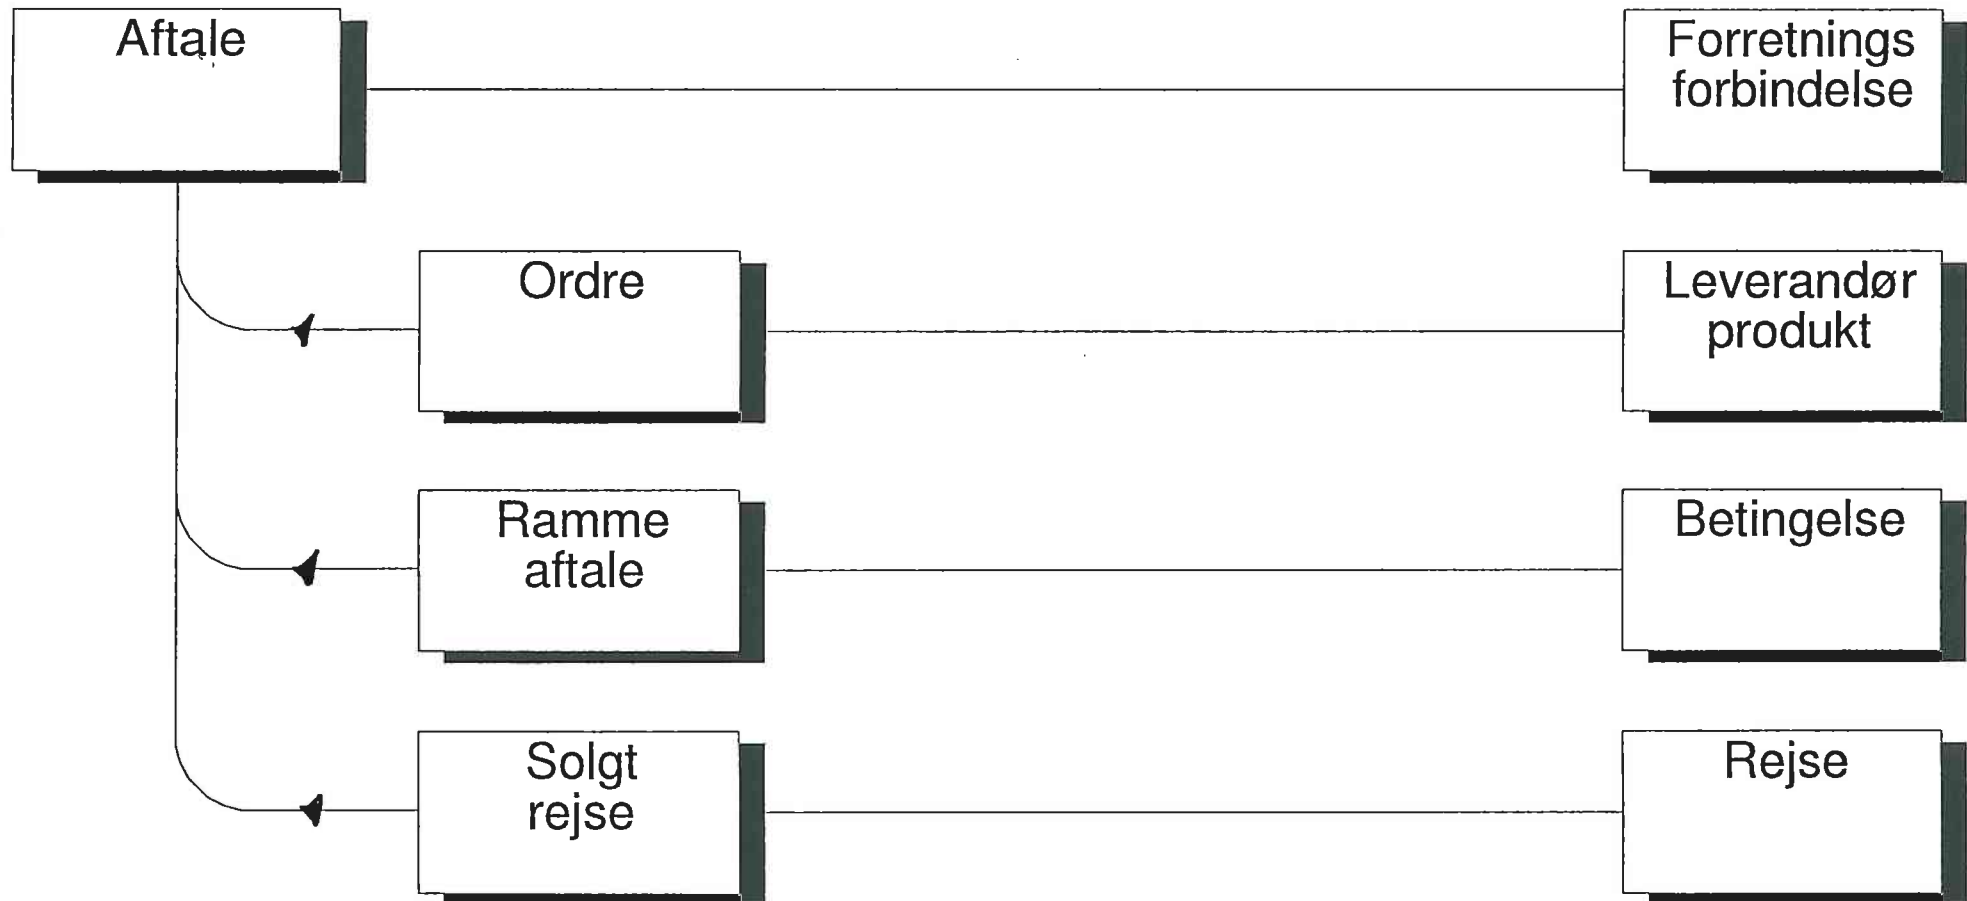 Aftale
Forretnings
forbindelse
Ordre
Leverandør
produkt
Ramme
aftale
Betingelse
Solgt
rejse
Rejse